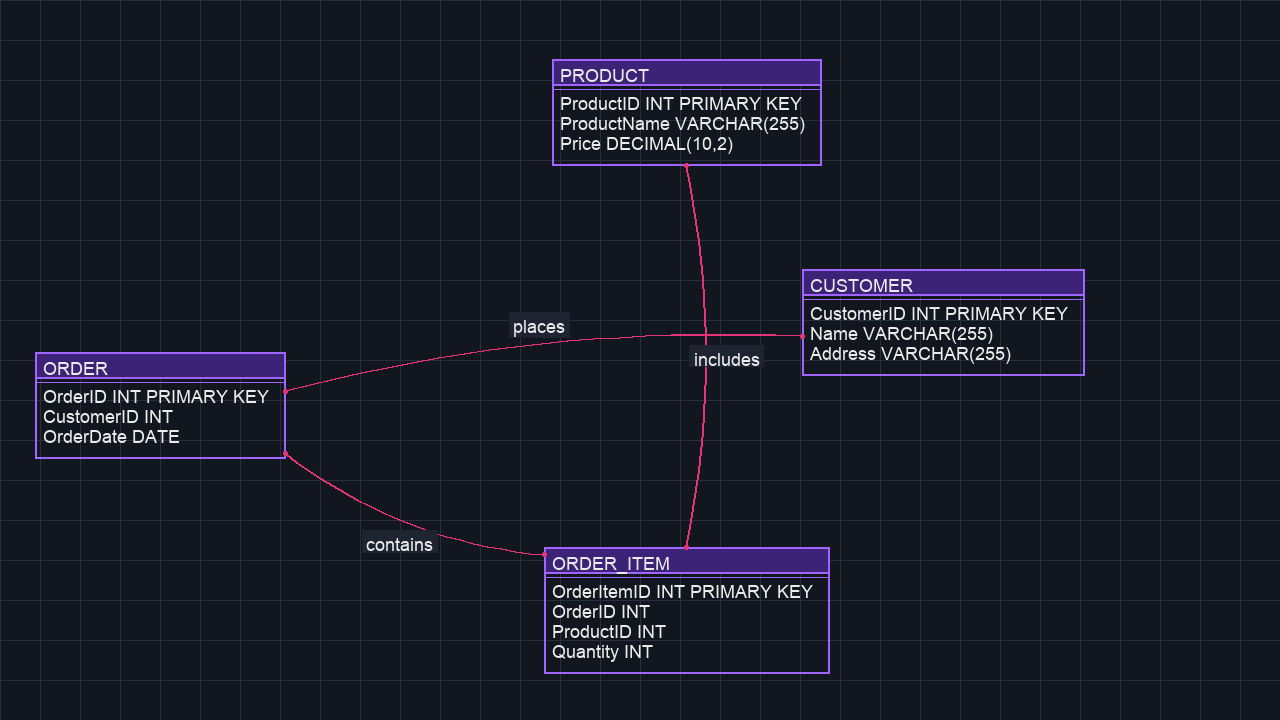 PRODUCT
ProductID INT PRIMARY KEY
ProductName VARCHAR(255)
Price DECIMAL(10,2)
CUSTOMER
CustomerID INT PRIMARY KEY
Name VARCHAR(255)
Address VARCHAR(255)
places
includes
ORDER
OrderID INT PRIMARY KEY
CustomerID INT
OrderDate DATE
contains
ORDER_ITEM
OrderItemID INT PRIMARY KEY
OrderID INT
ProductID INT
Quantity INT